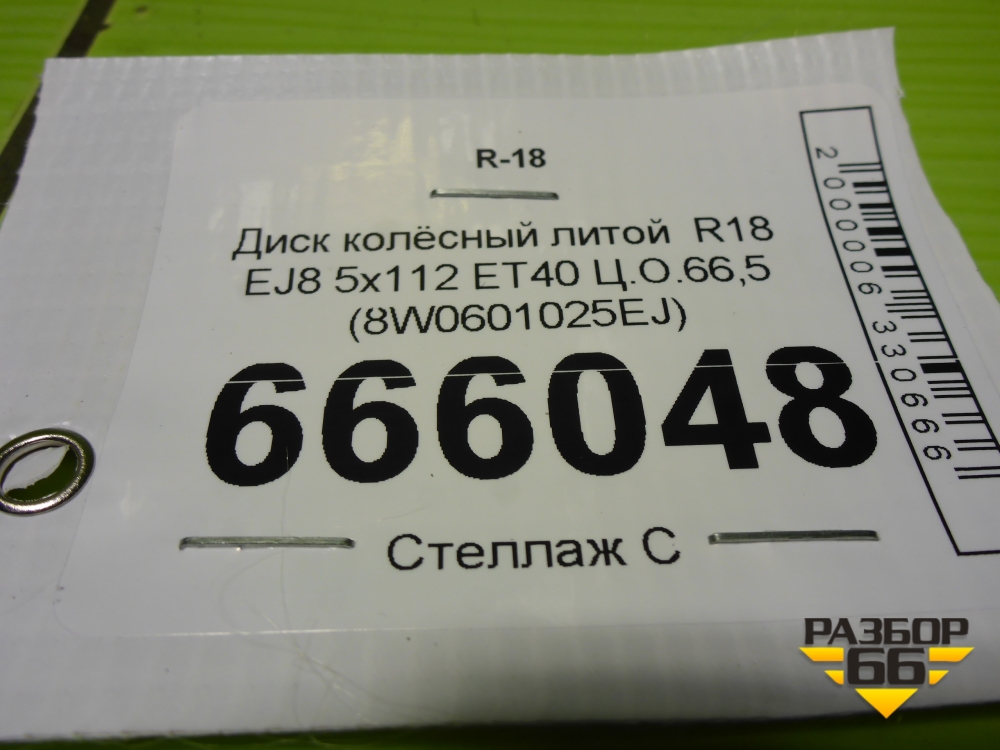 R-18
Диск колёсный литой R18
EJ8 5x112 ET40 Ц.О.66,5
(8W0601025EJ)
666048
Стеллаж С
2000006330666
РАЗБОР
66